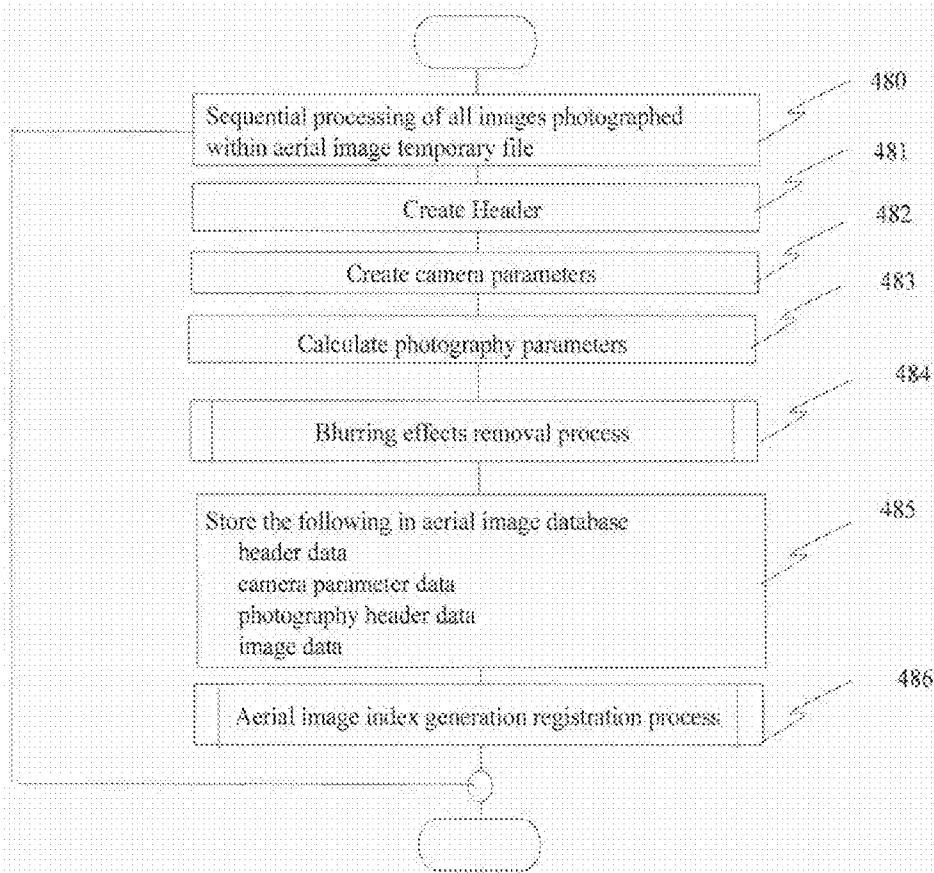 480
Sequential processing of all images photographed
within aerial image temporary file
481
Create Header
482
Create camera parameters
483
Calculate photography parameters
484
Blurring effects removal process
485
Store the following in aerial image database
header data
camera parameter data
photography header data
image data
486
Aerial image index generation registration process